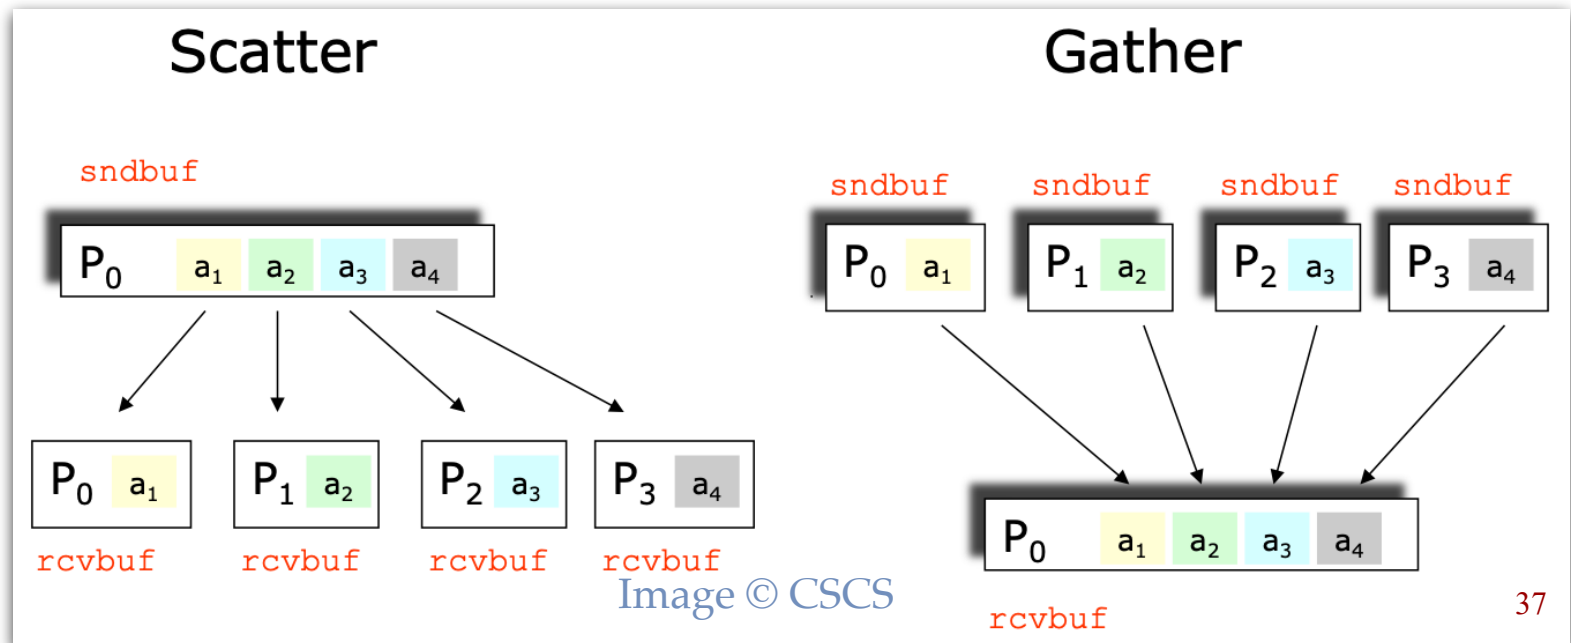 Scatter
sndbuf
P0 a1 a2 a3 a4
P0 a1 P1 a2 P2 a3 P3 a4
rcvbuf rcvbuf rcvbuf rcvbuf
Gather
sndbuf sndbuf sndbuf sndbuf
P0 a1 P1 a2 P2 a3 P3 a4
P0 a1 a2 a3 a4
rcvbuf
Image © CSCS
37